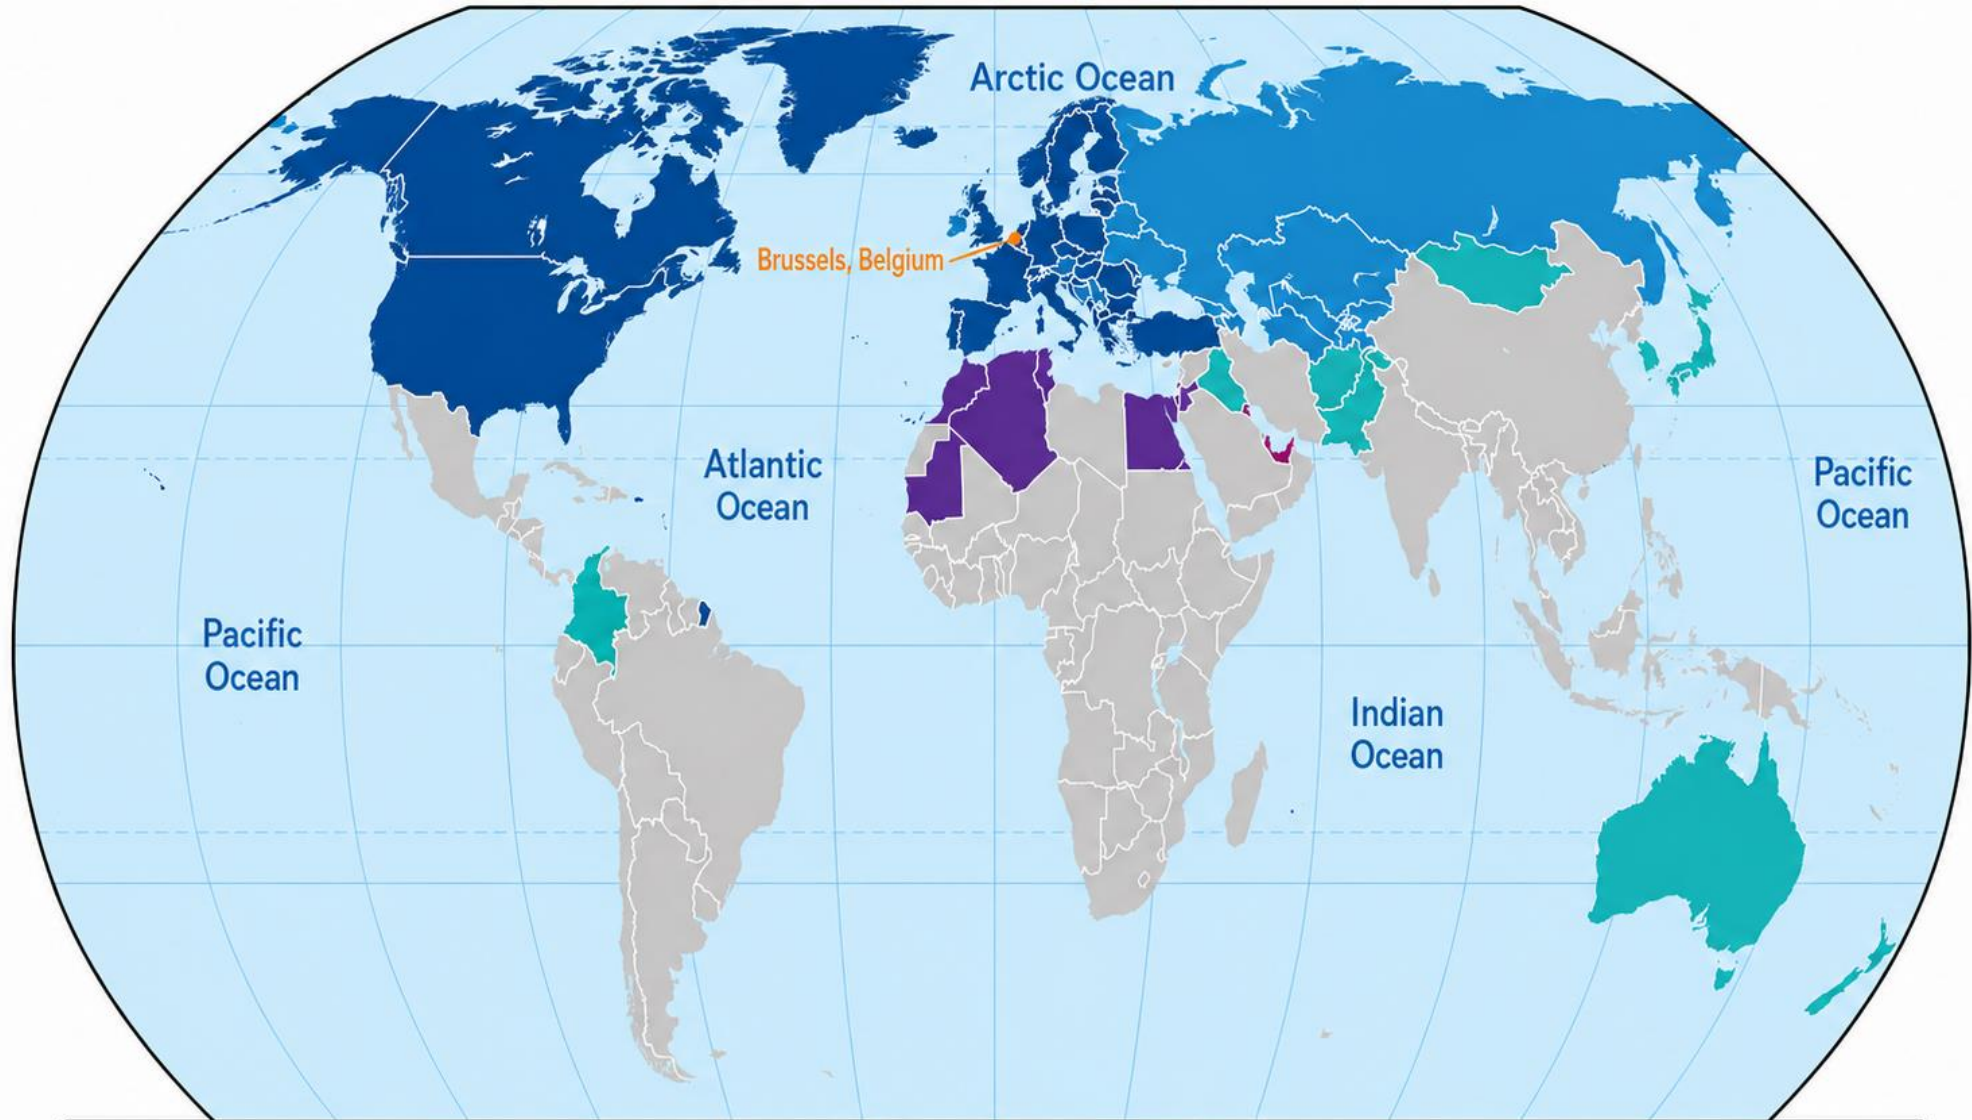 Arctic Ocean
Brussels, Belgium
Atlantic
Ocean
Pacific
Ocean
Pacific
Ocean
Indian
Ocean